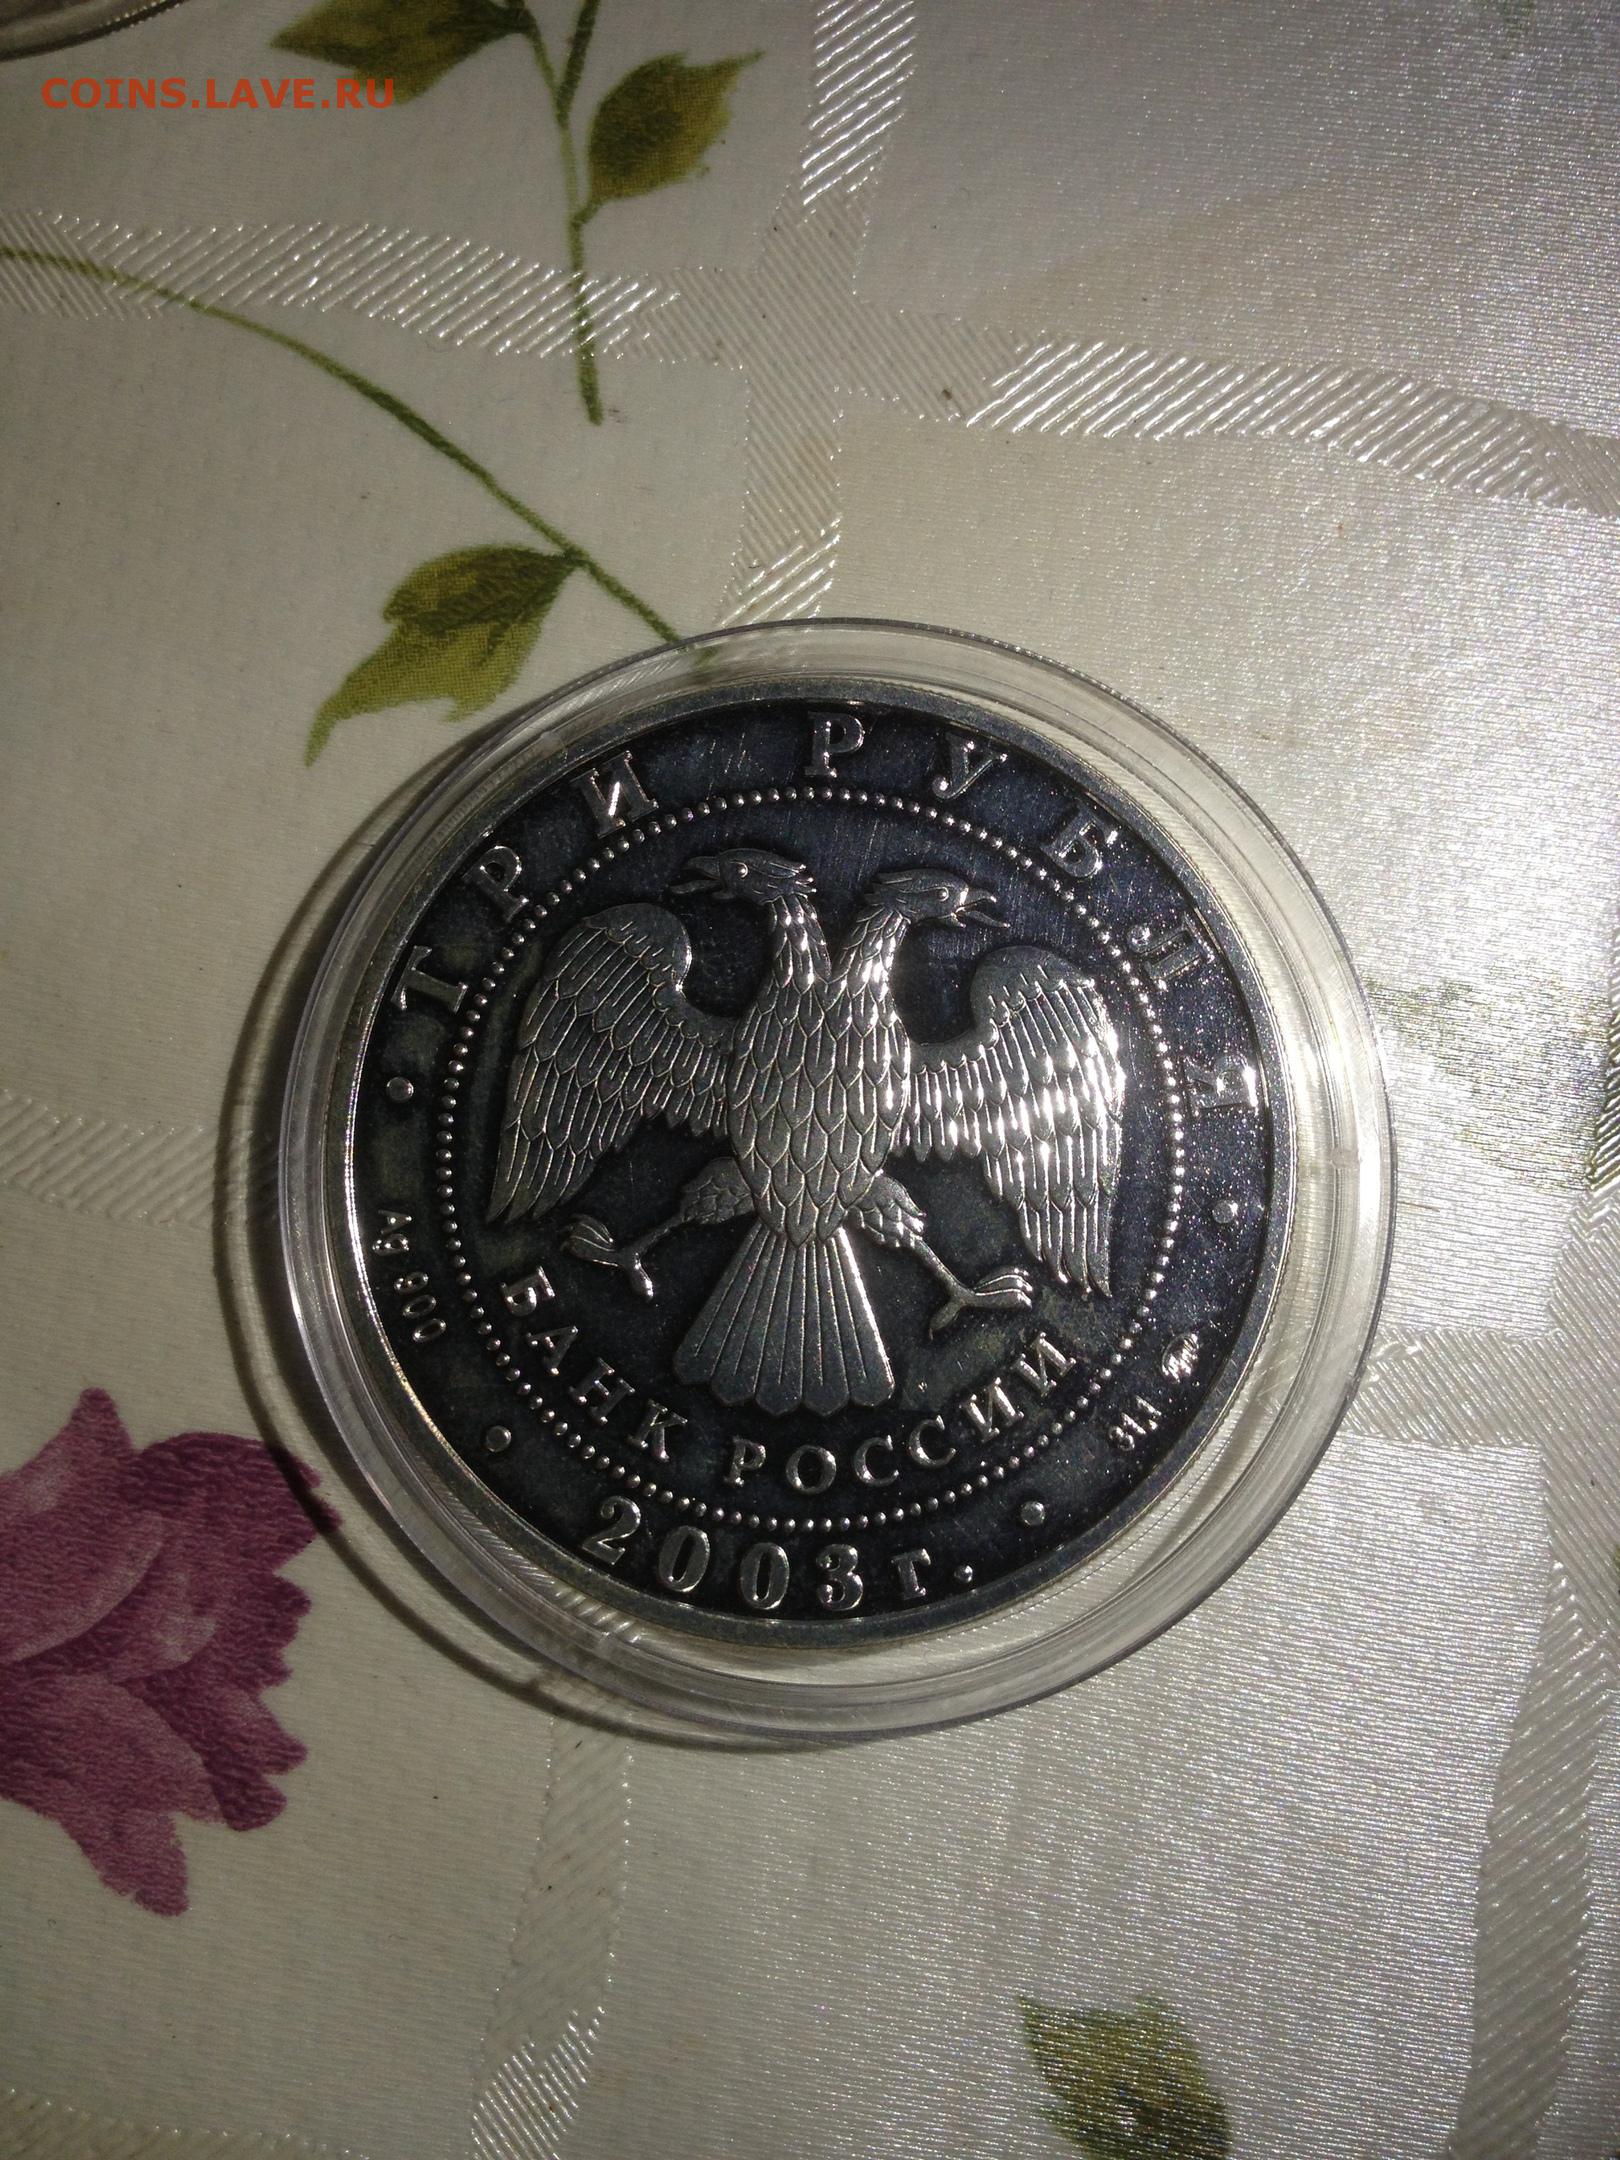 COINS.LAVE.RU
ТРИ РУБЛЯ
БАНК РОССИИ
Ag 900
31,1
2003 г.